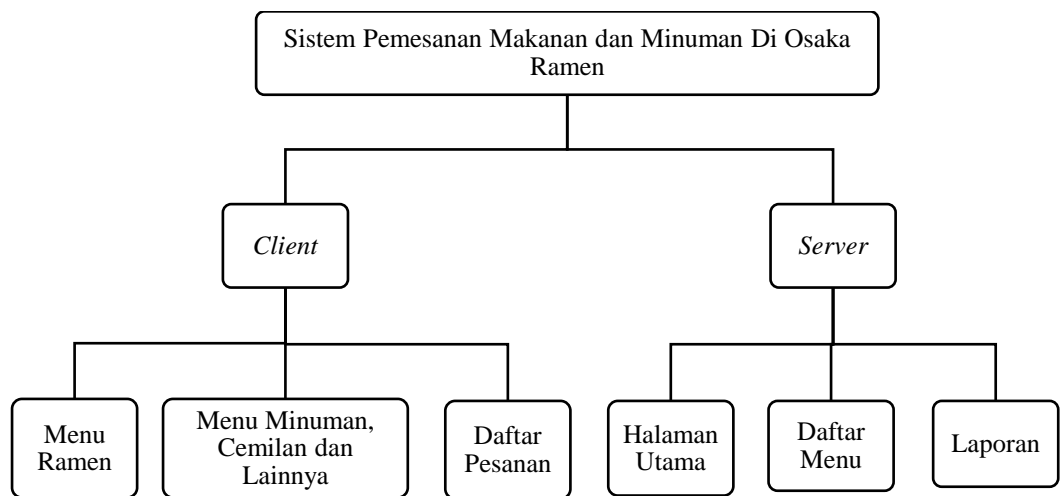 Sistem Pemesanan Makanan dan Minuman Di Osaka
Ramen
Client
Server
Menu
Ramen
Menu Minuman,
Cemilan dan
Lainnya
Daftar
Pesanan
Halaman
Utama
Daftar
Menu
Laporan